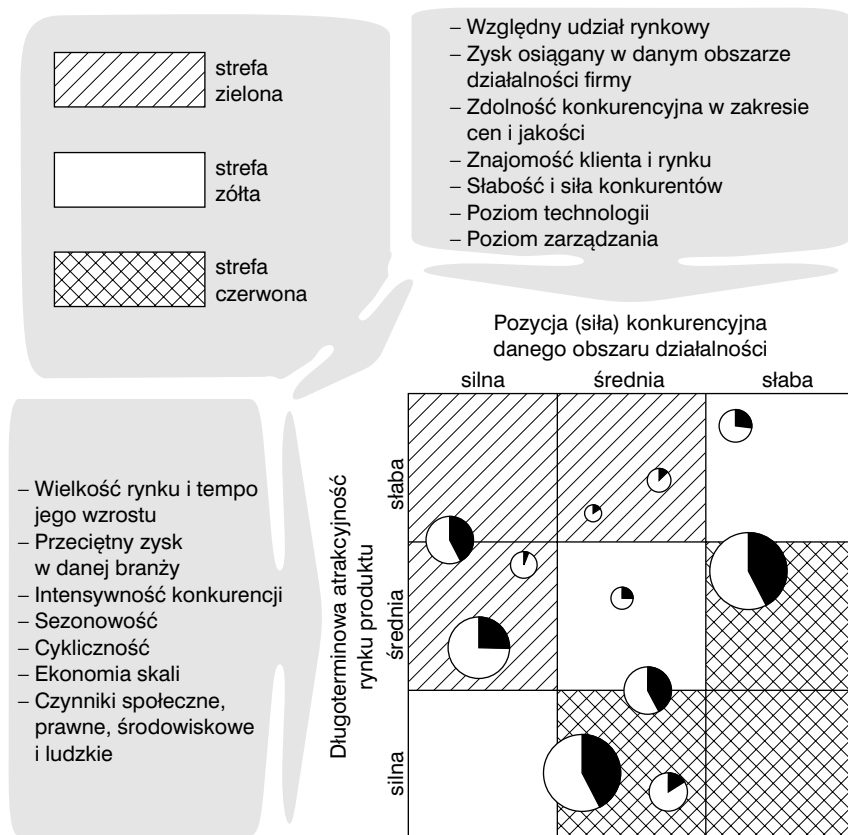 strefa
zielona
strefa
zółta
strefa
czerwona
– Względny udział rynkowy
– Zysk osiągany w danym obszarze
działalności firmy
– Zdolność konkurencyjna w zakresie
cen i jakości
– Znajomość klienta i rynku
– Słabość i siła konkurentów
– Poziom technologii
– Poziom zarządzania
Pozycja (siła) konkurencyjna
danego obszaru działalności
silna średnia słaba
– Wielkość rynku i tempo
jego wzrostu
– Przeciętny zysk
w danej branży
– Intensywność konkurencji
– Sezonowość
– Cykliczność
– Ekonomia skali
– Czynniki społeczne,
prawne, środowiskowe
i ludzkie
Długoterminowa atrakcyjność
rynku produktu
słaba
średnia
silna